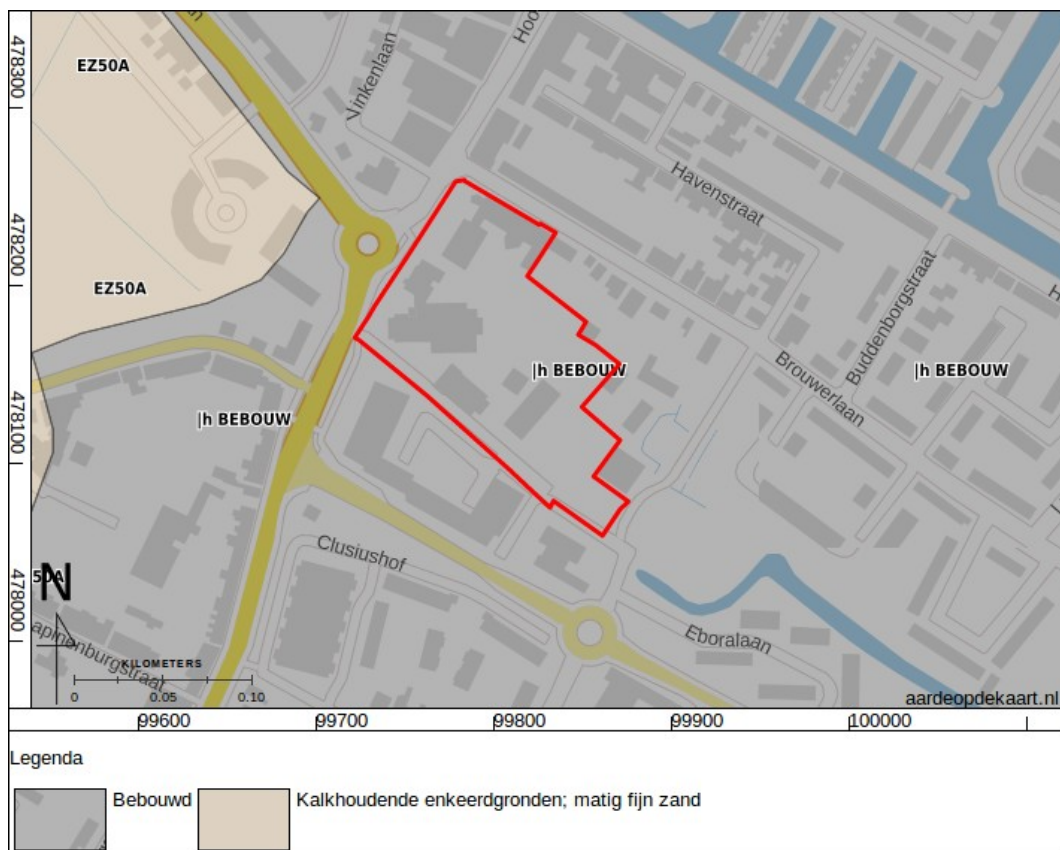 EZ50A
478300
Vinkenlaan
Havenstraat
478200
EZ50A
Buddenborgstraat
|h BEBOUW
|h BEBOUW
Brouwerlaan
478100
|h BEBOUW
Clusiushof
50A
N
478000
Eboralaan
KILOMETERS
0 0.05 0.10
aardeopdekaart.nl
99600 99700 99800 99900 100000
Legenda
Bebouwd
Kalkhoudende enkeerdgronden; matig fijn zand